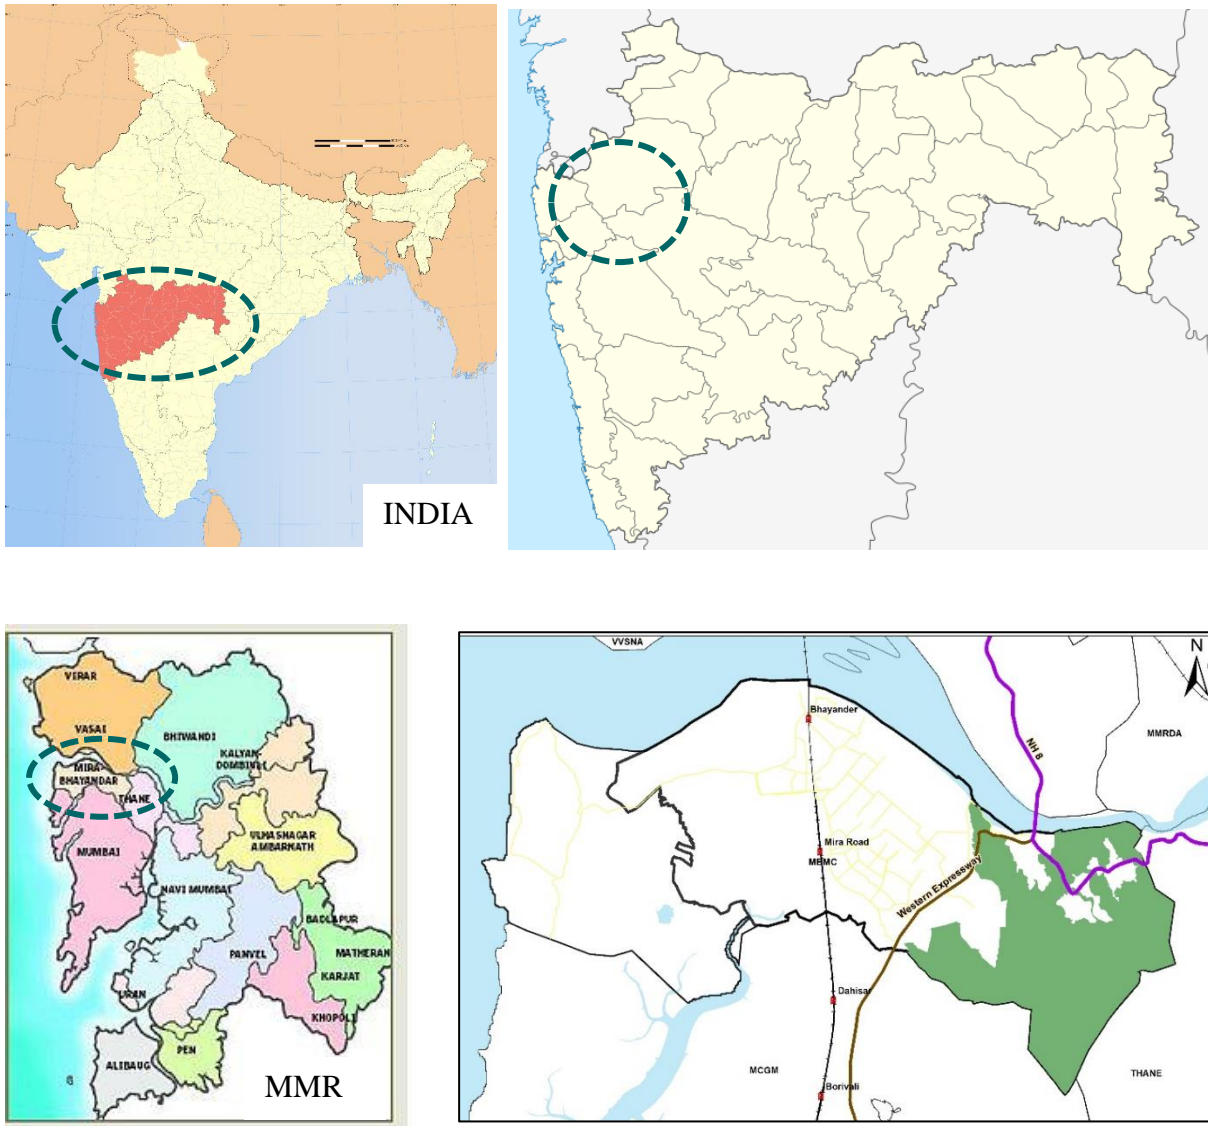 INDIA
VIRAR
VASAI
BHIWANDI
KALYAN-
DOMBIVLI
MIRA-
BHAYANDAR
THANE
ULHASNAGAR
AMBARNATH
MUMBAI
NAVI MUMBAI
BADLAPUR
PANVEL
MATHERAN
KARJAT
URAN
KHOPOLI
PEN
ALIBAUG
MMR
VVSNA
N
Bhayander
NH 8
MMRDA
Mira Road
MBMC
Western Expressway
Dahisar
MCGM
THANE
Borivali